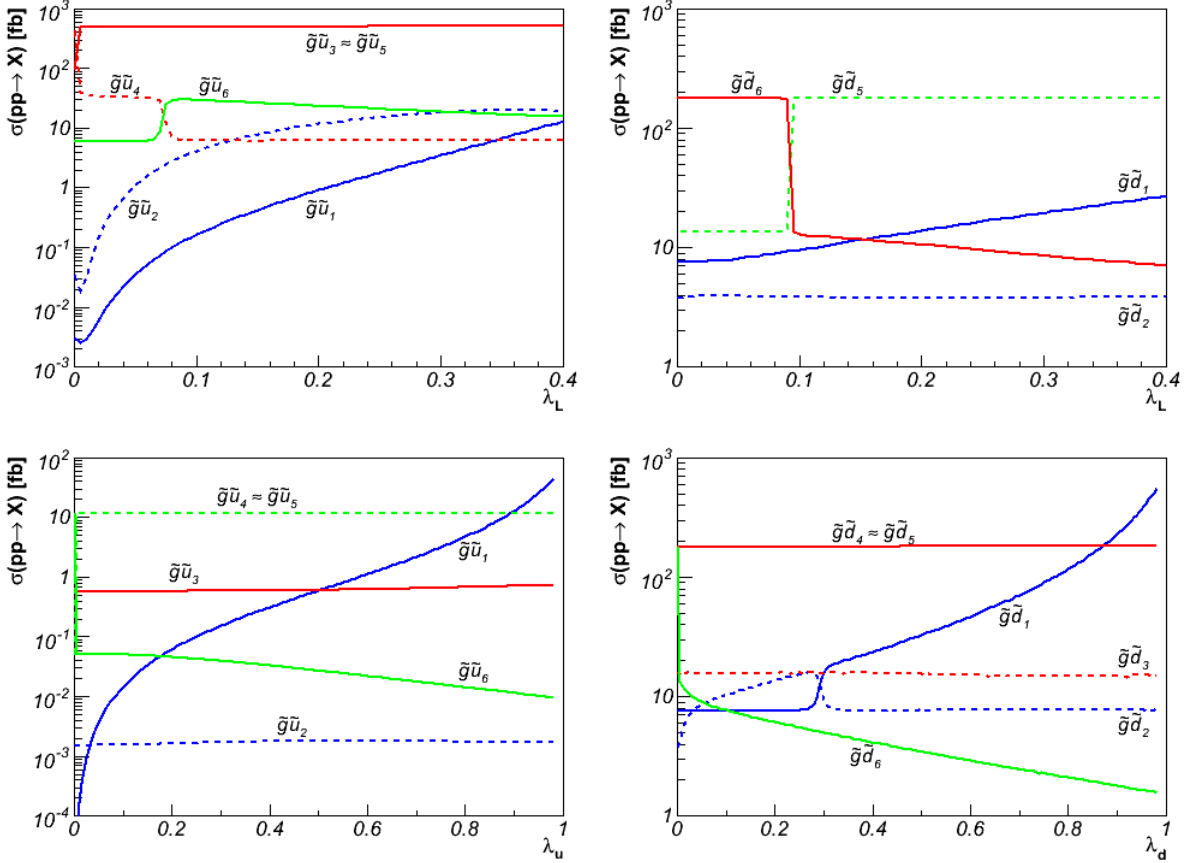 σ(pp→ X) [fb]
10³
10²
10
1
10⁻¹
10⁻²
10⁻³
g̃ũ₃ ≈ g̃ũ₅
g̃ũ₄
g̃ũ₆
g̃ũ₂
g̃ũ₁
0 0.1 0.2 0.3 0.4
λ_L
σ(pp→ X) [fb]
10³
10²
10
1
g̃d̃₆
g̃d̃₅
g̃d̃₁
g̃d̃₂
0 0.1 0.2 0.3 0.4
λ_L
σ(pp→ X) [fb]
10²
10
1
10⁻¹
10⁻²
10⁻³
10⁻⁴
g̃ũ₄ ≈ g̃ũ₅
g̃ũ₁
g̃ũ₃
g̃ũ₆
g̃ũ₂
0 0.2 0.4 0.6 0.8 1
λ_u
σ(pp→ X) [fb]
10³
10²
10
1
g̃d̃₄ ≈ g̃d̃₅
g̃d̃₁
g̃d̃₃
g̃d̃₂
g̃d̃₆
0 0.2 0.4 0.6 0.8 1
λ_d